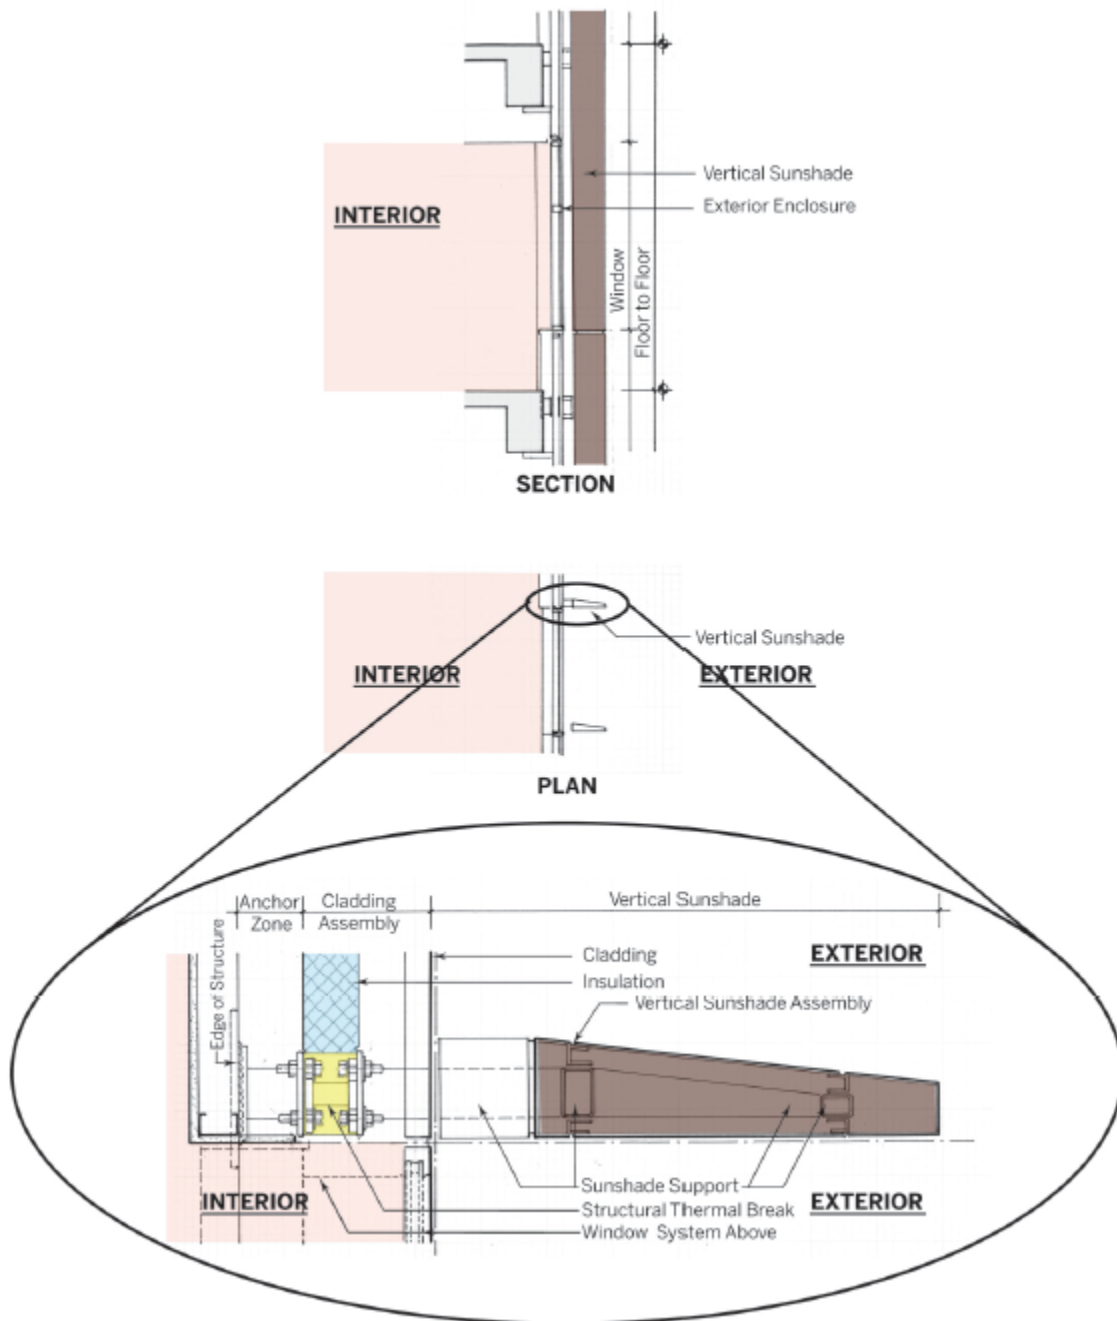 Vertical Sunshade
INTERIOR
Exterior Enclosure
Window
Floor to Floor
SECTION
Vertical Sunshade
INTERIOR
EXTERIOR
PLAN
Anchor Zone
Cladding Assembly
Vertical Sunshade
EXTERIOR
Edge of Structure
Cladding
Insulation
Vertical Sunshade Assembly
Sunshade Support
INTERIOR
EXTERIOR
Structural Thermal Break
Window System Above